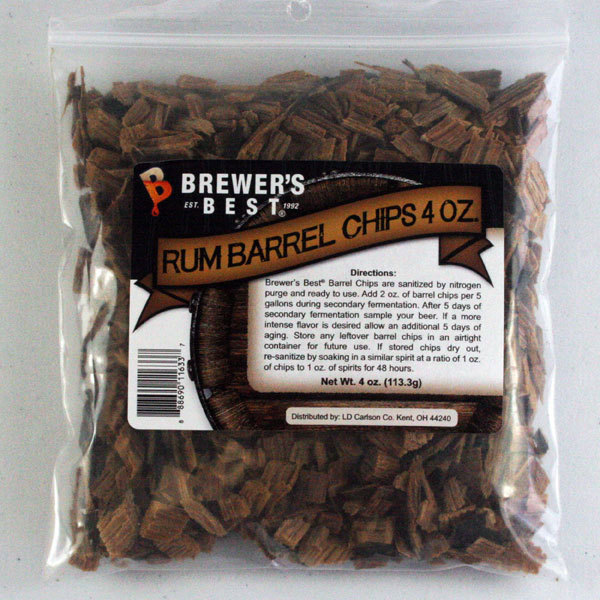 BREWER'S
EST. BEST® 1992
RUM BARREL CHIPS 4 OZ.
Directions:
Brewer's Best® Barrel Chips are sanitized by nitrogen
purge and ready to use. Add 2 oz. of barrel chips per 5
gallons during secondary fermentation. After 5 days of
secondary fermentation sample your beer. If a more
intense flavor is desired allow an additional 5 days of
aging. Store any leftover barrel chips in an airtight
container for future use. If stored chips dry out,
re-sanitize by soaking in a similar spirit at a ratio of 1 oz.
of chips to 1 oz. of spirits for 48 hours.
Net Wt. 4 oz. (113.3g)
Distributed by: LD Carlson Co. Kent, OH 44240
8 68690 11633 7